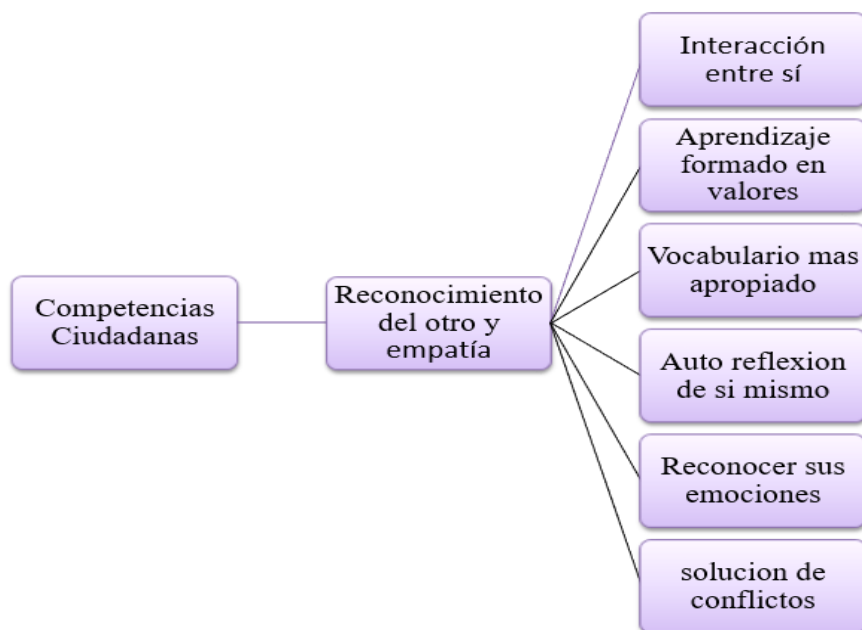 Competencias
Ciudadanas
Reconocimiento
del otro y
empatía
Interacción
entre sí
Aprendizaje
formado en
valores
Vocabulario mas
apropiado
Auto reflexion
de si mismo
Reconocer sus
emociones
solucion de
conflictos